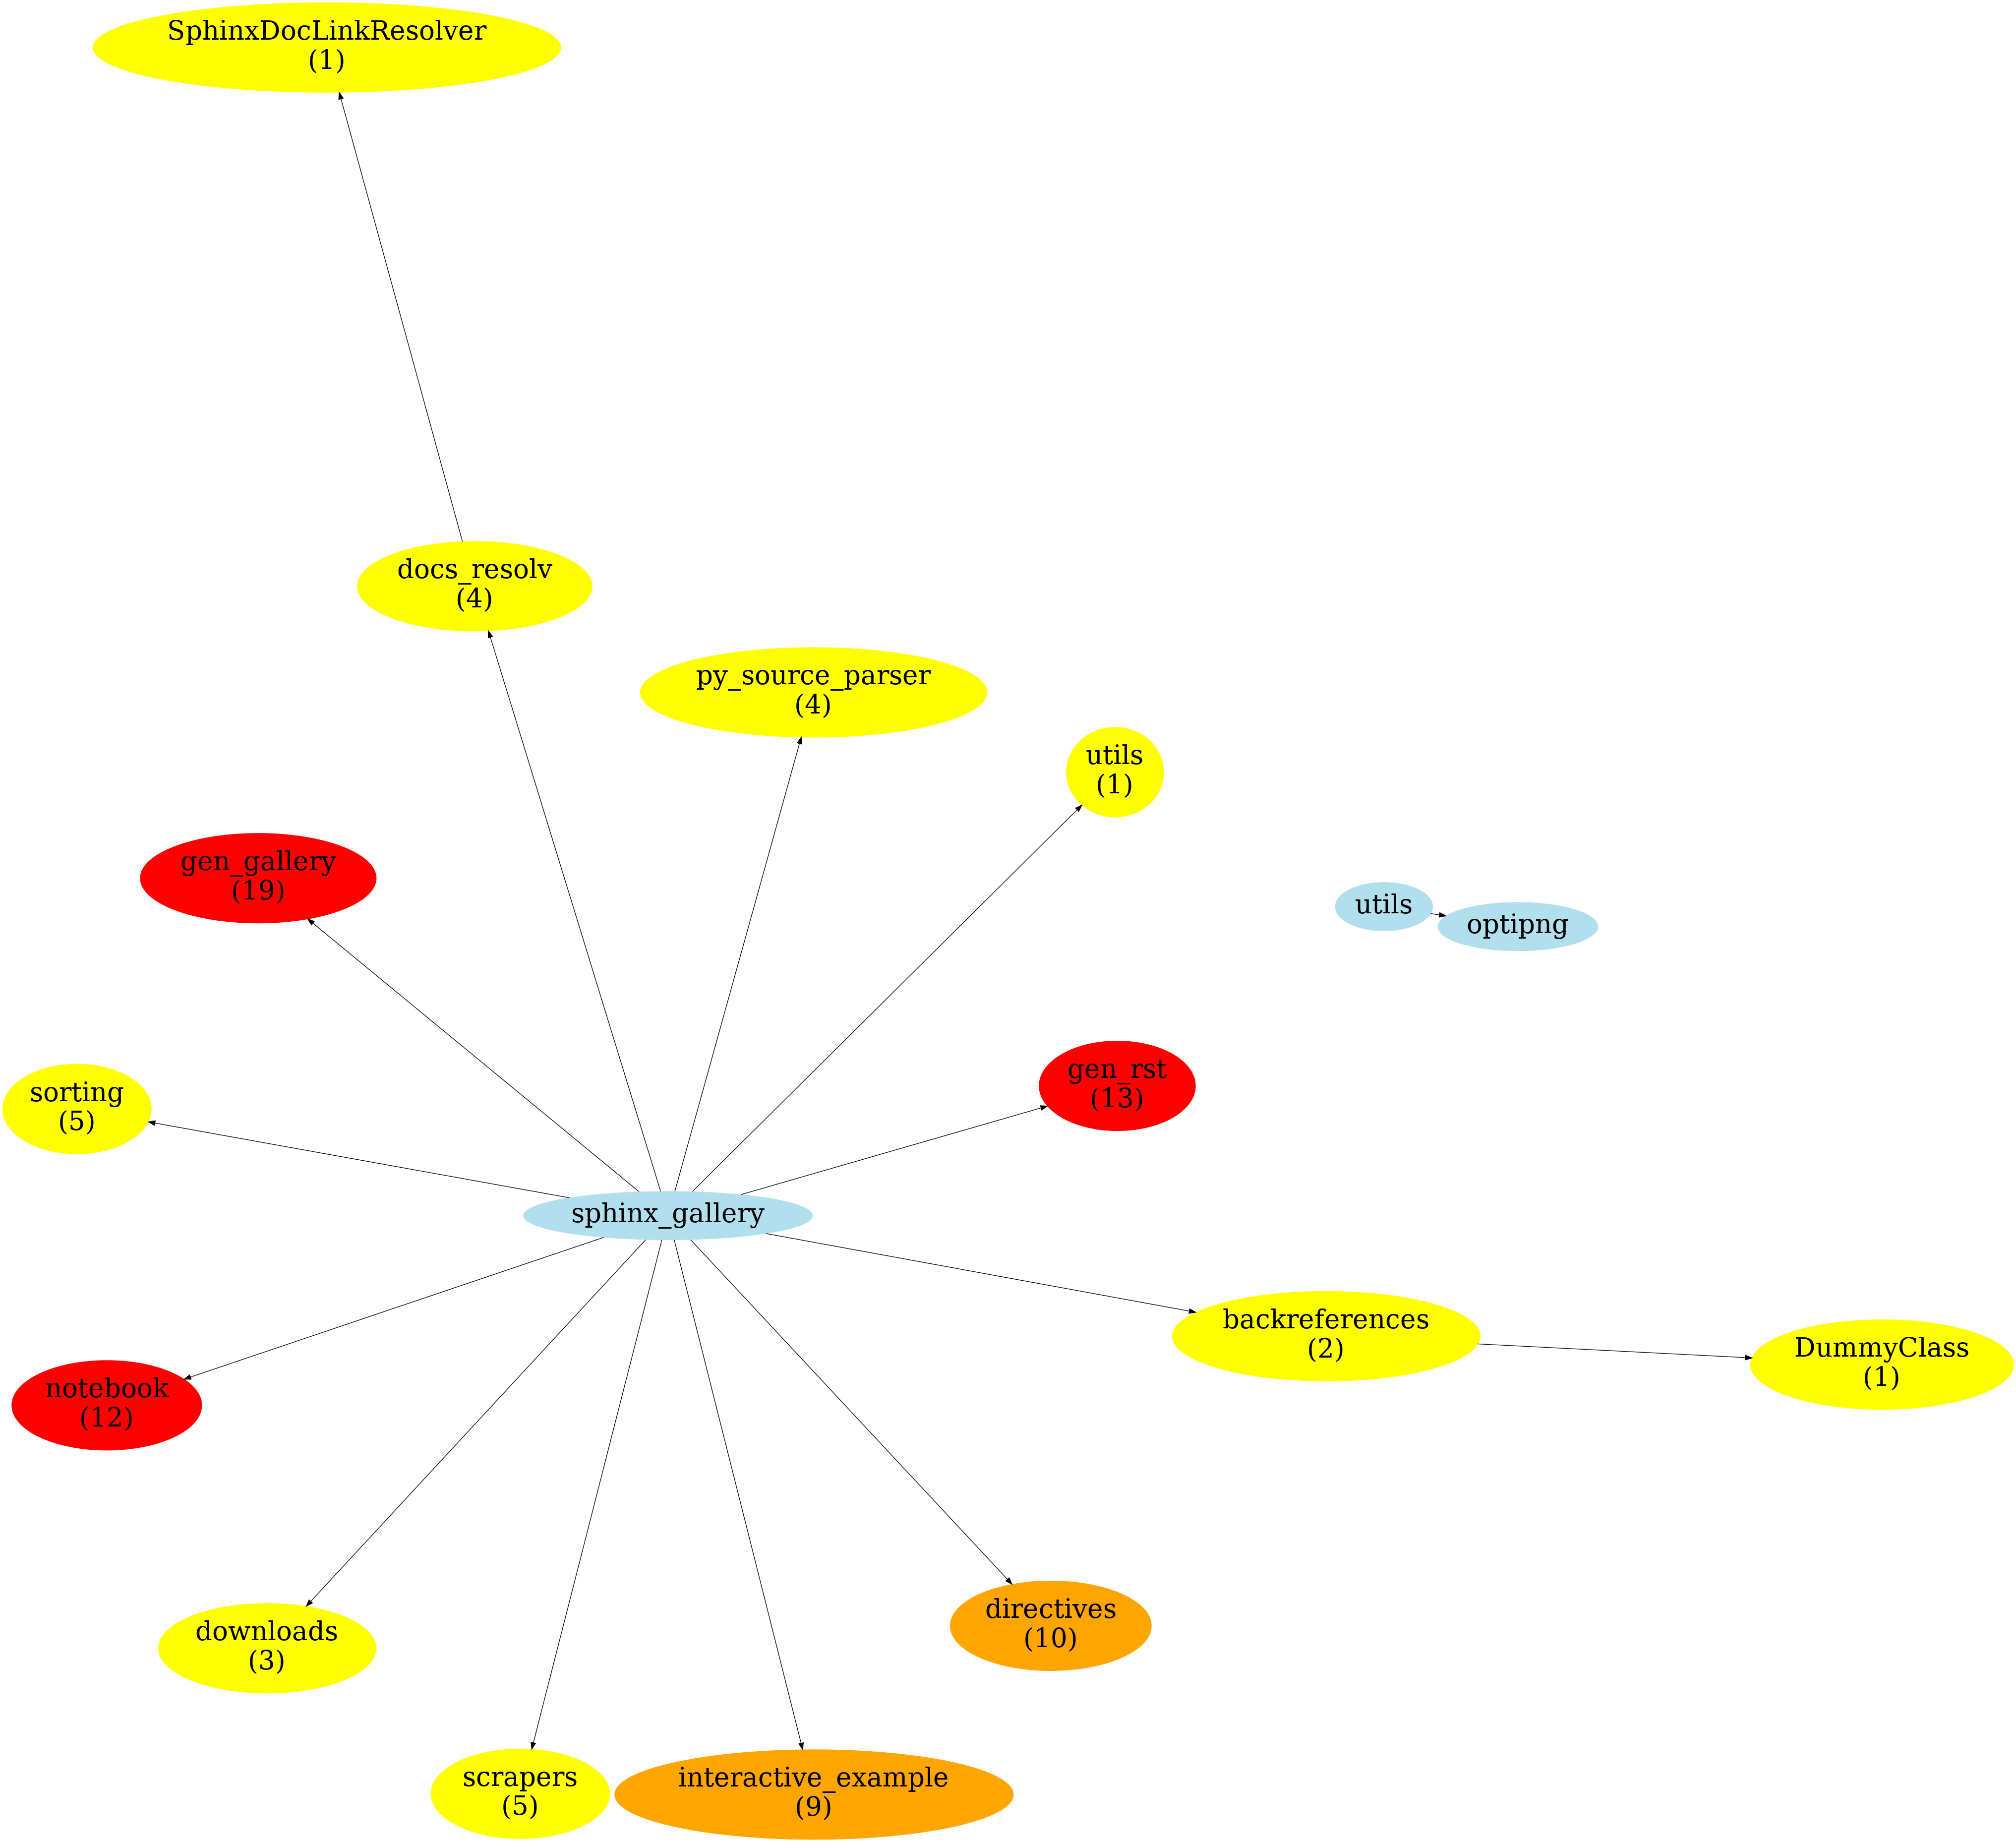 SphinxDocLinkResolver
(1)
docs_resolv
(4)
py_source_parser
(4)
utils
(1)
gen_gallery
(19)
utils
optipng
gen_rst
(13)
sorting
(5)
sphinx_gallery
backreferences
(2)
DummyClass
(1)
notebook
(12)
directives
(10)
downloads
(3)
scrapers
(5)
interactive_example
(9)